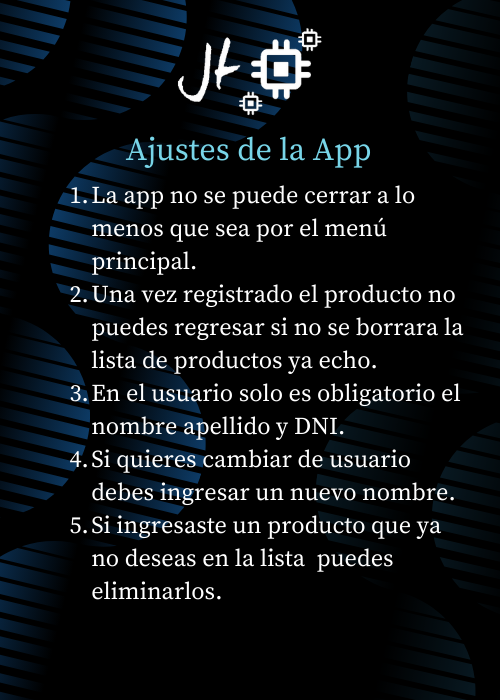 Jt
Ajustes de la App
1. La app no se puede cerrar a lo
menos que sea por el menú
principal.
2. Una vez registrado el producto no
puedes regresar si no se borrara la
lista de productos ya echo.
3. En el usuario solo es obligatorio el
nombre apellido y DNI.
4. Si quieres cambiar de usuario
debes ingresar un nuevo nombre.
5. Si ingresaste un producto que ya
no deseas en la lista  puedes
eliminarlos.